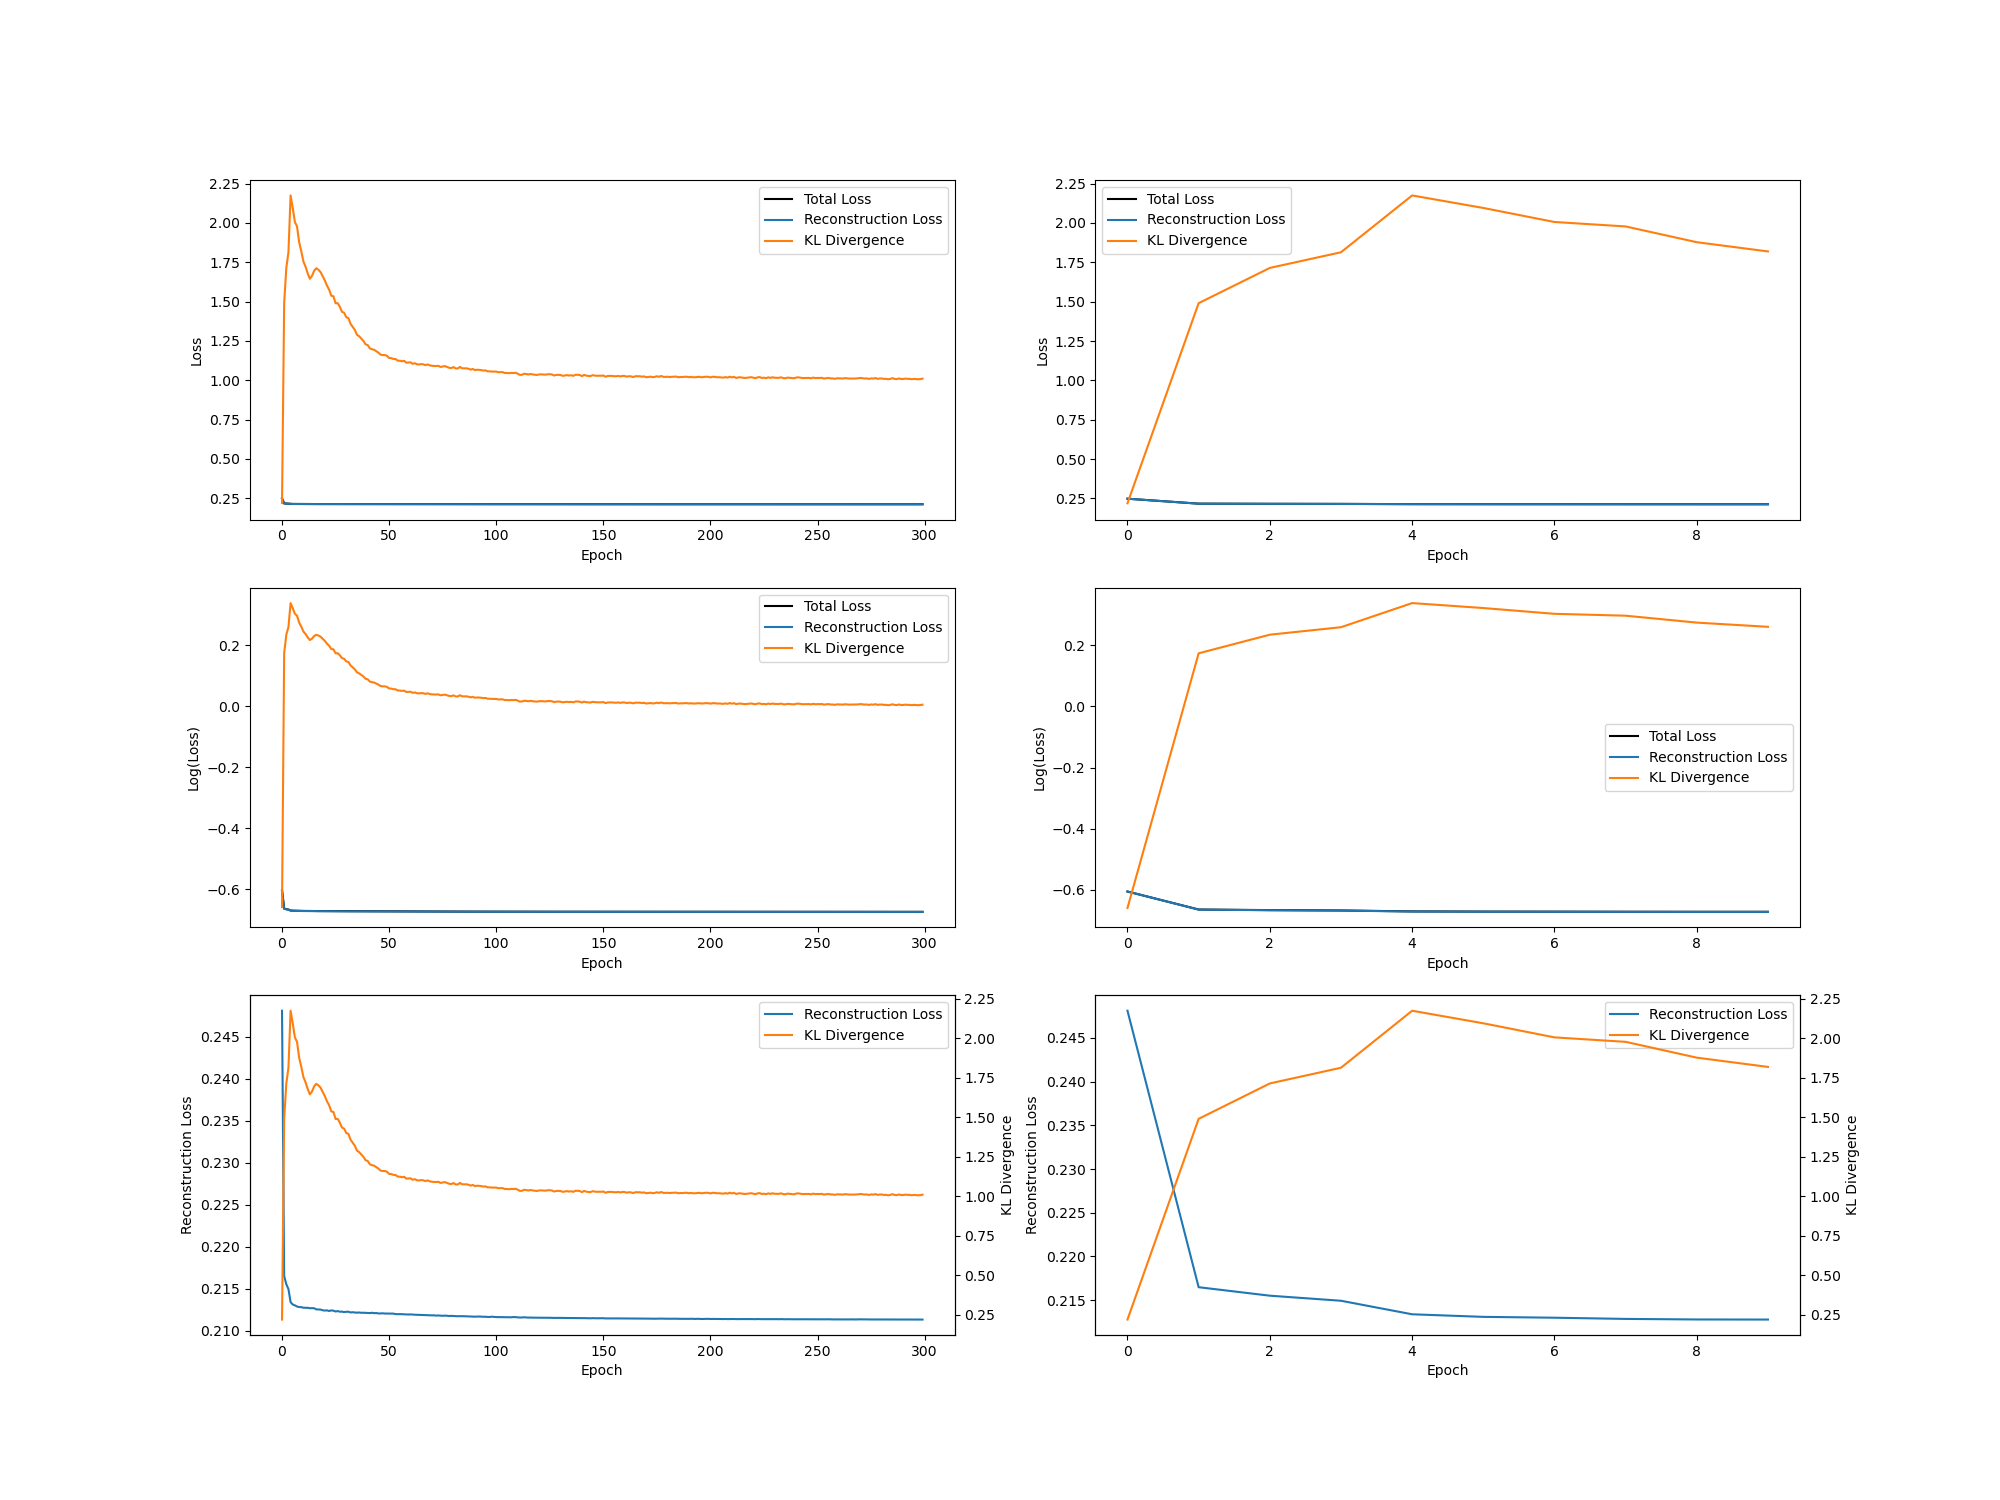 2.25
2.00
1.75
1.50
1.25
1.00
0.75
0.50
0.25
Loss
0 50 100 150 200 250 300
Epoch
Total Loss
Reconstruction Loss
KL Divergence
2.25
2.00
1.75
1.50
1.25
1.00
0.75
0.50
0.25
Loss
0 2 4 6 8
Epoch
Total Loss
Reconstruction Loss
KL Divergence
0.2
0.0
−0.2
−0.4
−0.6
Log(Loss)
0 50 100 150 200 250 300
Epoch
Total Loss
Reconstruction Loss
KL Divergence
0.2
0.0
−0.2
−0.4
−0.6
Log(Loss)
0 2 4 6 8
Epoch
Total Loss
Reconstruction Loss
KL Divergence
0.245
0.240
0.235
0.230
0.225
0.220
0.215
0.210
Reconstruction Loss
0 50 100 150 200 250 300
Epoch
Reconstruction Loss
KL Divergence
2.25
2.00
1.75
1.50
1.25
1.00
0.75
0.50
0.25
KL Divergence
0.245
0.240
0.235
0.230
0.225
0.220
0.215
Reconstruction Loss
0 2 4 6 8
Epoch
Reconstruction Loss
KL Divergence
2.25
2.00
1.75
1.50
1.25
1.00
0.75
0.50
0.25
KL Divergence